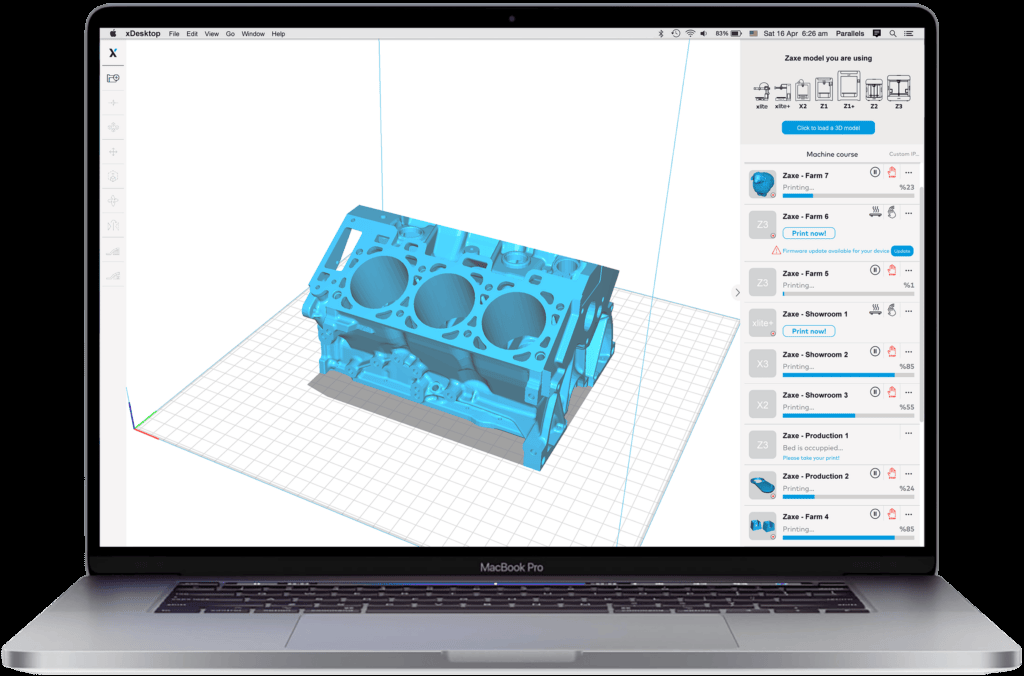 xDesktop File Edit View Go Window Help
83% Sat 16 Apr 6:26 am Parallels
X
Zaxe model you are using
xlite xlite+ X2 Z1 Z1+ Z2 Z3
Click to load a 3D model
Machine course Custom IP..
Zaxe - Farm 7
Printing...
%23
Z3
Zaxe - Farm 6
Print now!
Firmware update available for your device
Update
Z3
Zaxe - Farm 5
Printing...
%1
xlite+
Zaxe - Showroom 1
Print now!
X3
Zaxe - Showroom 2
Printing...
%85
X2
Zaxe - Showroom 3
Printing...
%55
Z3
Zaxe - Production 1
Bed is occuppied...
Please take your print!
Zaxe - Production 2
Printing...
%24
Zaxe - Farm 4
Printing...
%85
MacBook Pro